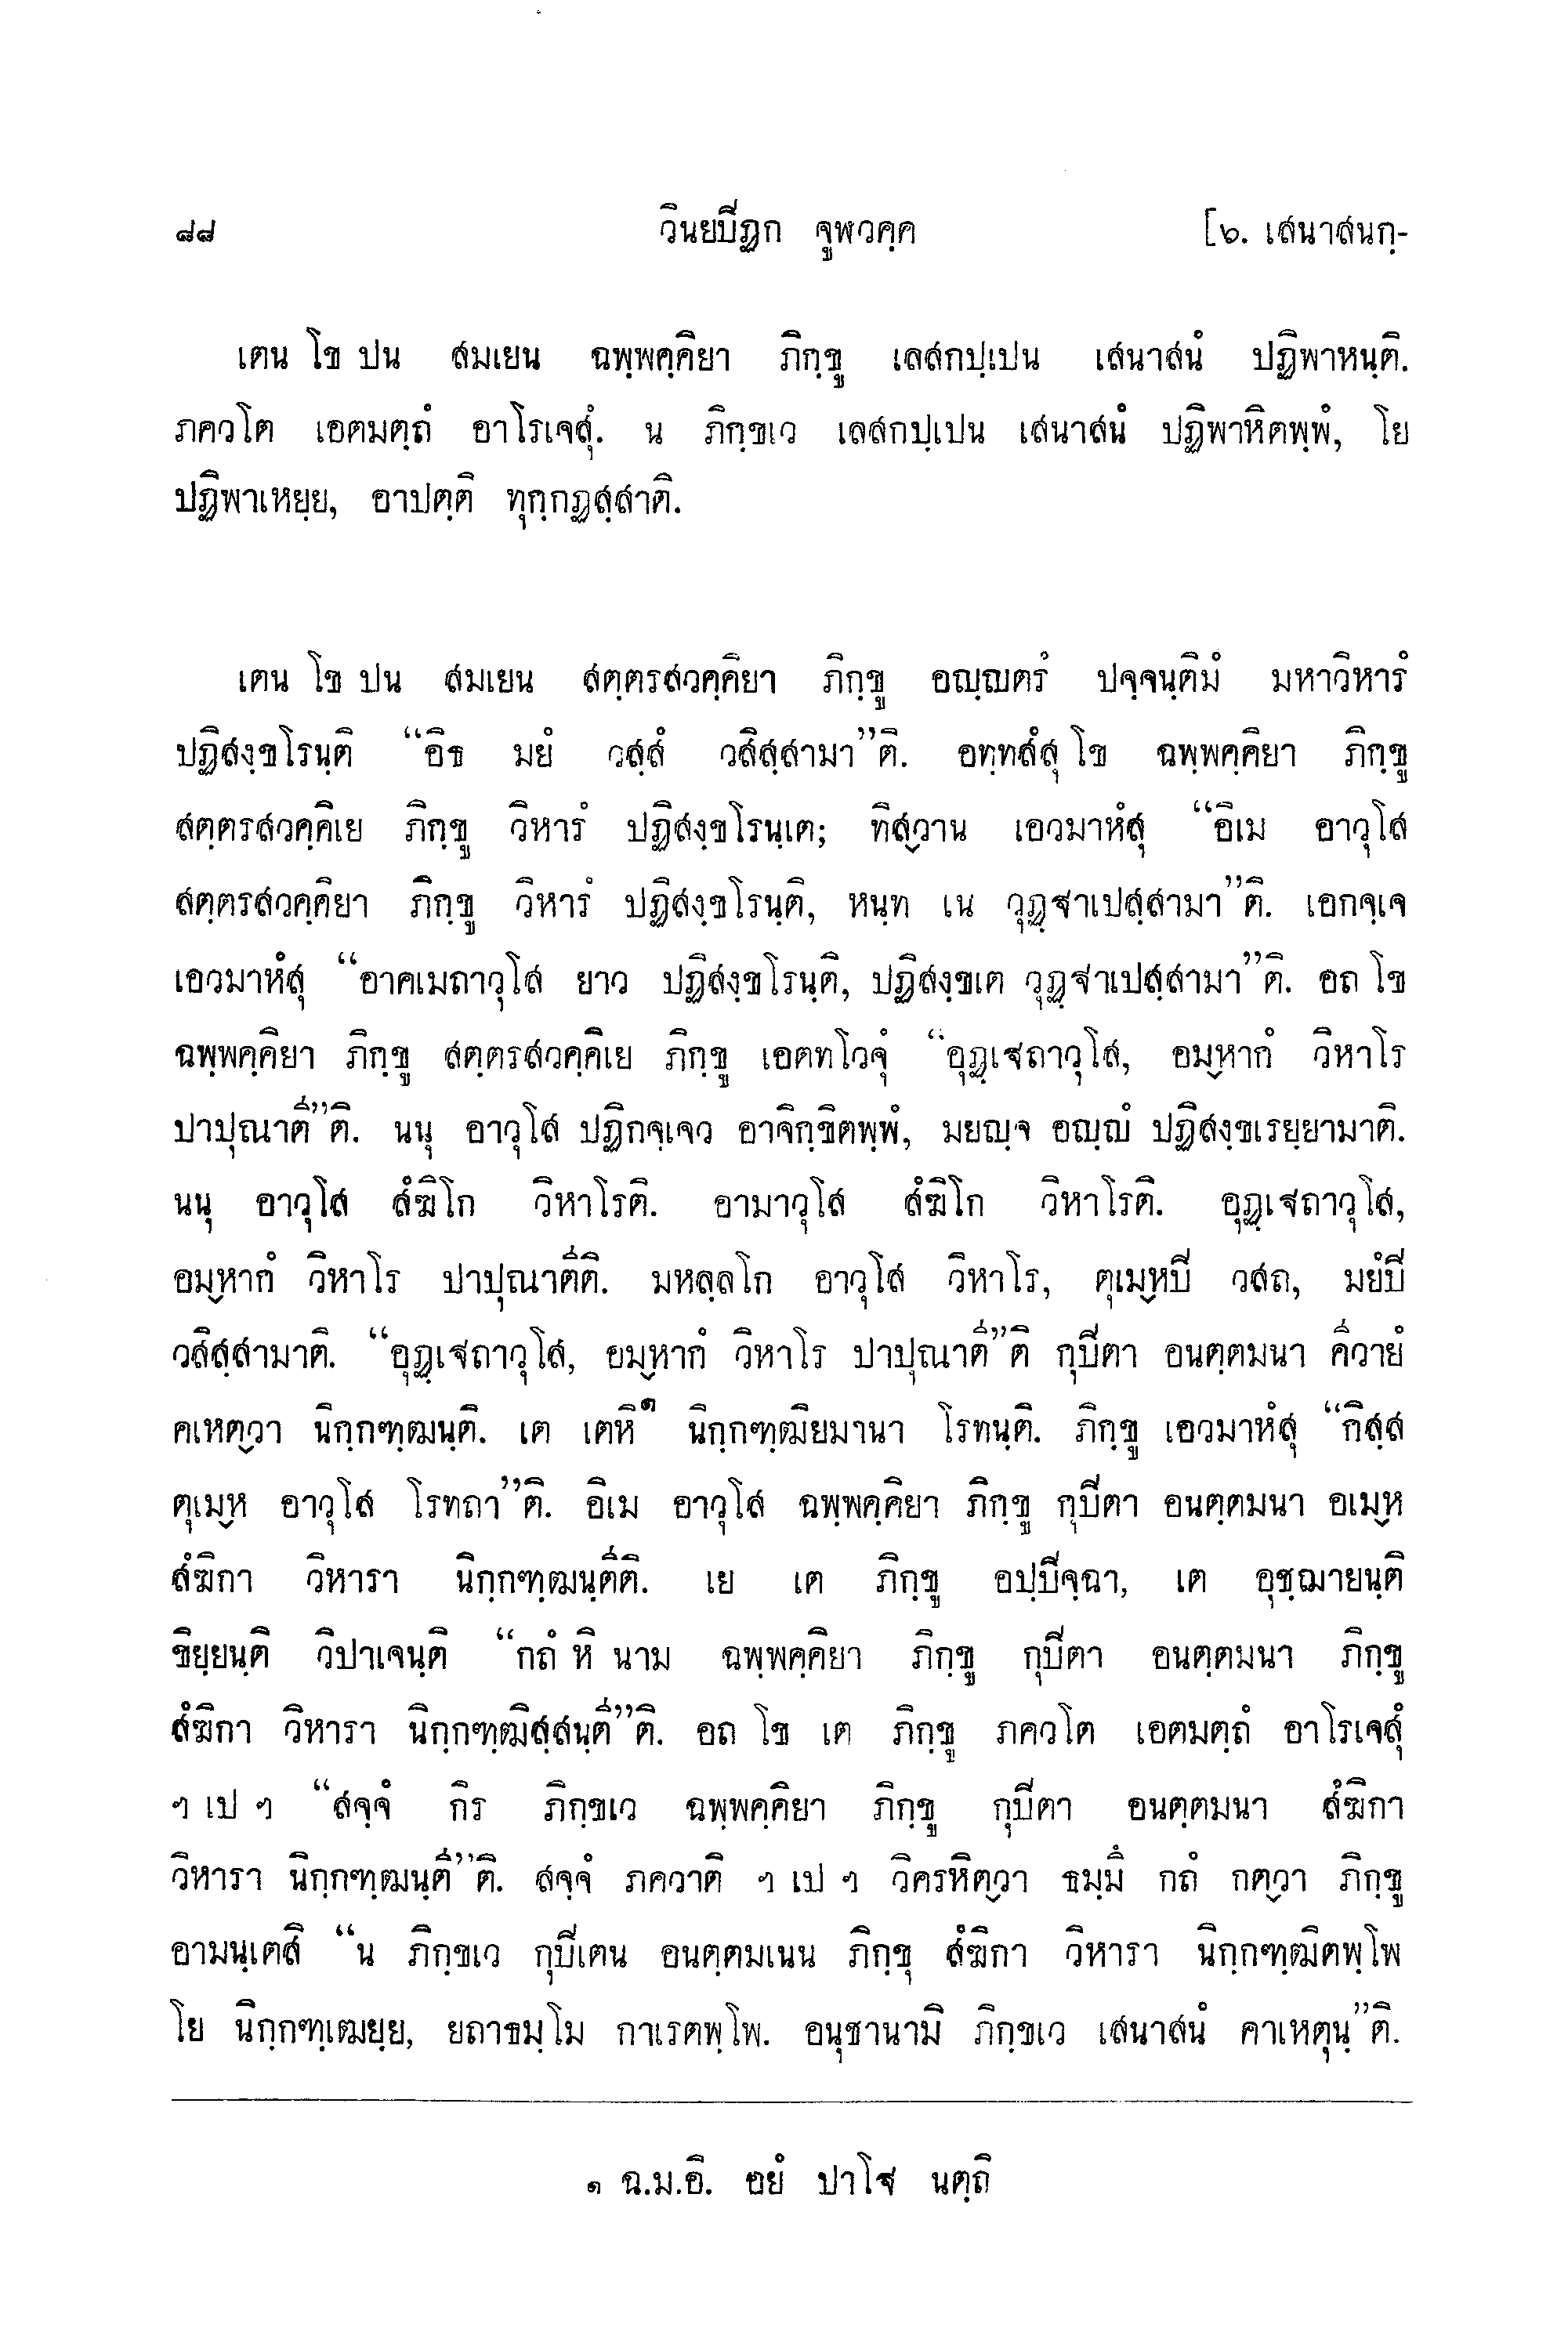 ๘๘ วินยปิฏก จูฬวคฺค [๖. เสนาสนกฺ-
เตน โข ปน สมเยน ฉพฺพคฺคิยา ภิกฺขู เลสกปฺเปน เสนาสนํ ปฏิพาหนฺติ.
ภควโต เอตมตฺถํ อาโรเจสุํ. น ภิกฺขเว เลสกปฺเปน เสนาสนํ ปฏิพาหิตพฺพํ, โย
ปฏิพาเหยฺย, อาปตฺติ ทุกฺกฏสฺสาติ.
เตน โข ปน สมเยน สตฺตรสวคฺคิยา ภิกฺขู อญฺญตรํ ปจฺจนฺติมํ มหาวิหารํ
ปฏิสงฺขโรนฺติ “อิธ มยํ วสฺสํ วสิสฺสามา”ติ. อทฺทสํสุ โข ฉพฺพคฺคิยา ภิกฺขู
สตฺตรสวคฺคิเย ภิกฺขู วิหารํ ปฏิสงฺขโรนฺเต; ทิสฺวาน เอวมาหํสุ “อิเม อาวุโส
สตฺตรสวคฺคิยา ภิกฺขู วิหารํ ปฏิสงฺขโรนฺติ, หนฺท เน วุฏฺฐาเปสฺสามา”ติ. เอกจฺเจ
เอวมาหํสุ “อาคเมถาวุโส ยาว ปฏิสงฺขโรนฺติ, ปฏิสงฺขเต วุฏฺฐาเปสฺสามา”ติ. อถ โข
ฉพฺพคฺคิยา ภิกฺขู สตฺตรสวคฺคิเย ภิกฺขู เอตทโวจุํ “อุฏฺเฐถาวุโส, อมฺหากํ วิหาโร
ปาปุณาตี”ติ. นนุ อาวุโส ปฏิกจฺเจว อาจิกฺขิตพฺพํ, มยญฺจ อญฺญํ ปฏิสงฺขเรยฺยามาติ.
นนุ อาวุโส สํฆิโก วิหาโรติ. อามาวุโส สํฆิโก วิหาโรติ. อุฏฺเฐถาวุโส,
อมฺหากํ วิหาโร ปาปุณาตีติ. มหลฺลโก อาวุโส วิหาโร, ตุเมฺหปิ วสถ, มยํปิ
วสิสฺสามาติ. “อุฏฺเฐถาวุโส, อมฺหากํ วิหาโร ปาปุณาตี”ติ กุปิตา อนตฺตมนา คีวายํ
คเหตฺวา นิกฺกฑฺฒนฺติ. เต เตหิ๑ นิกฺกฑฺฒิยมานา โรทนฺติ. ภิกฺขู เอวมาหํสุ “กิสฺส
ตุเมฺห อาวุโส โรทถา”ติ. อิเม อาวุโส ฉพฺพคฺคิยา ภิกฺขู กุปิตา อนตฺตมนา อเมฺห
สํฆิกา วิหารา นิกฺกฑฺฒนฺตีติ. เย เต ภิกฺขู อปฺปิจฺฉา, เต อุชฺฌายนฺติ
ขิยฺยนฺติ วิปาเจนฺติ “กถํ หิ นาม ฉพฺพคฺคิยา ภิกฺขู กุปิตา อนตฺตมนา ภิกฺขู
สํฆิกา วิหารา นิกฺกฑฺฒิสฺสนฺตี”ติ. อถ โข เต ภิกฺขู ภควโต เอตมตฺถํ อาโรเจสุํ
ฯ เป ฯ “สจฺจํ กิร ภิกฺขเว ฉพฺพคฺคิยา ภิกฺขู กุปิตา อนตฺตมนา สํฆิกา
วิหารา นิกฺกฑฺฒนฺตี”ติ. สจฺจํ ภควาติ ฯ เป ฯ วิครหิตฺวา ธมฺมึ กถํ กตฺวา ภิกฺขู
อามนฺเตสิ “น ภิกฺขเว กุปิเตน อนตฺตมเนน ภิกฺขุ สํฆิกา วิหารา นิกฺกฑฺฒิตพฺโพ
โย นิกฺกฑฺเฒยฺย, ยถาธมฺโม กาเรตพฺโพ. อนุชานามิ ภิกฺขเว เสนาสนํ คาเหตุนฺ”ติ.
๑ ฉ.ม.อิ. อยํ ปาโฐ นตฺถิ